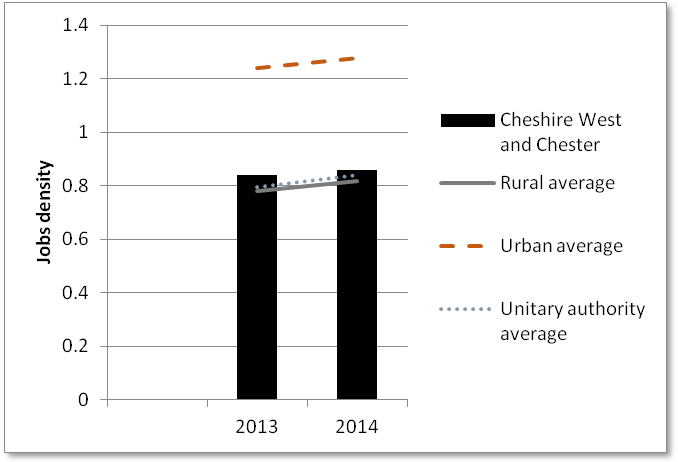 1.4
1.2
1
0.8
0.6
0.4
0.2
0
Jobs density
2013
2014
Cheshire West
and Chester
Rural average
Urban average
Unitary authority
average